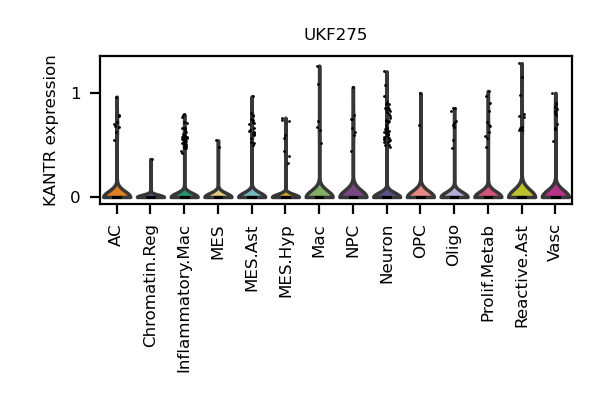 UKF275
KANTR expression
1
0
AC
Chromatin.Reg
Inflammatory.Mac
MES
MES.Ast
MES.Hyp
Mac
NPC
Neuron
OPC
Oligo
Prolif.Metab
Reactive.Ast
Vasc